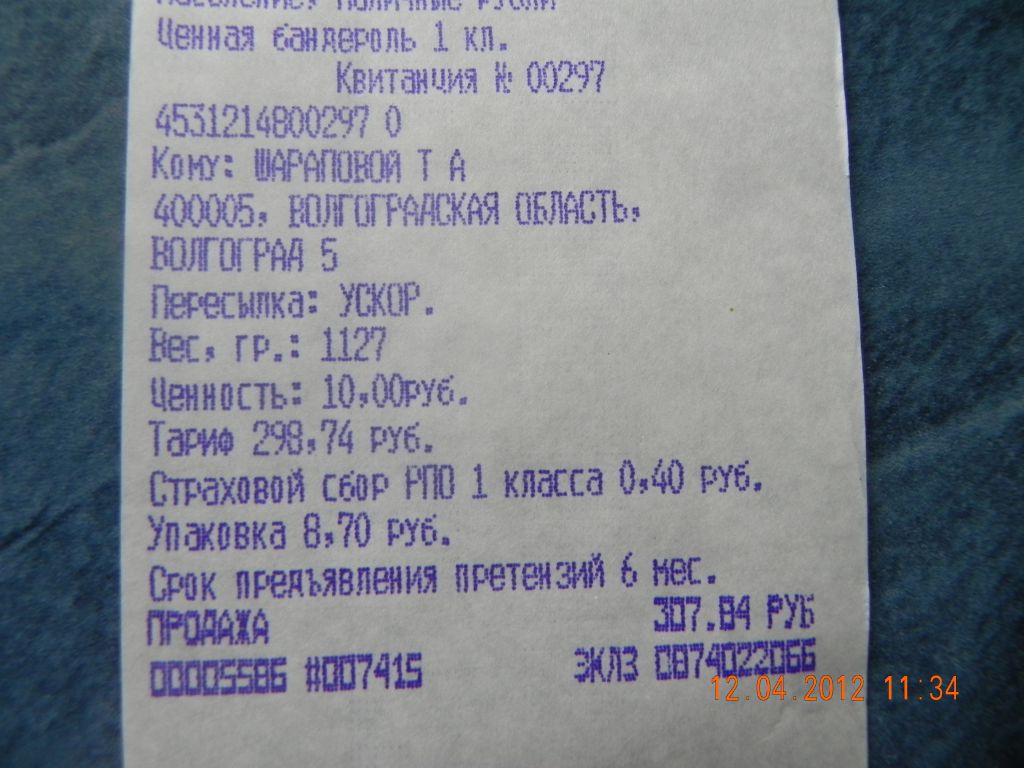 Население, наличные рубли
Ценная бандероль 1 кл.
Квитанция № 00297
4531214800297 0
Кому: ШАРАПОВОЙ Т А
400005, ВОЛГОГРАДСКАЯ ОБЛАСТЬ,
ВОЛГОГРАД 5
Пересылка: УСКОР.
Вес, гр.: 1127
Ценность: 10,00руб.
Тариф 298,74 руб.
Страховой сбор РПО 1 класса 0,40 руб.
Упаковка 8,70 руб.
Срок предъявления претензий 6 мес.
ПРОДАЖА 307.84 РУБ
00005586 #007415 ЭКЛЗ 0874022066
12.04.2012 11:34